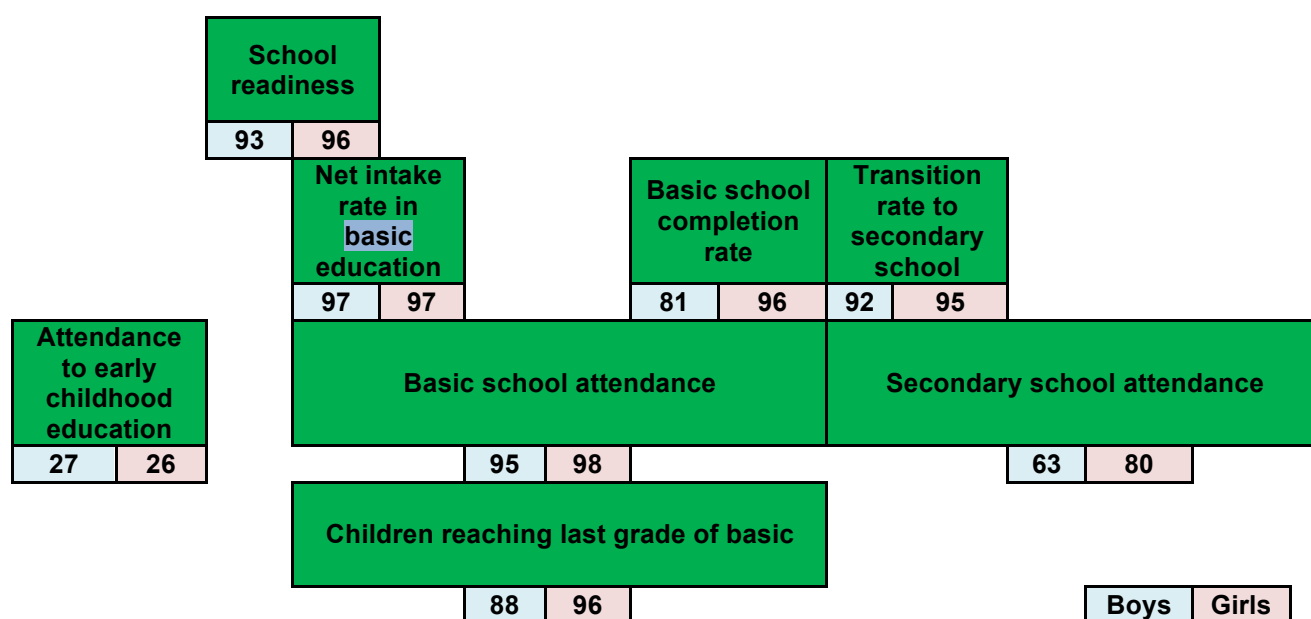 School
readiness
93 96
Net intake
rate in
basic
education
97 97
Basic school
completion
rate
81 96
Transition
rate to
secondary
school
92 95
Attendance
to early
childhood
education
27 26
Basic school attendance
95 98
Secondary school attendance
63 80
Children reaching last grade of basic
88 96
Boys Girls